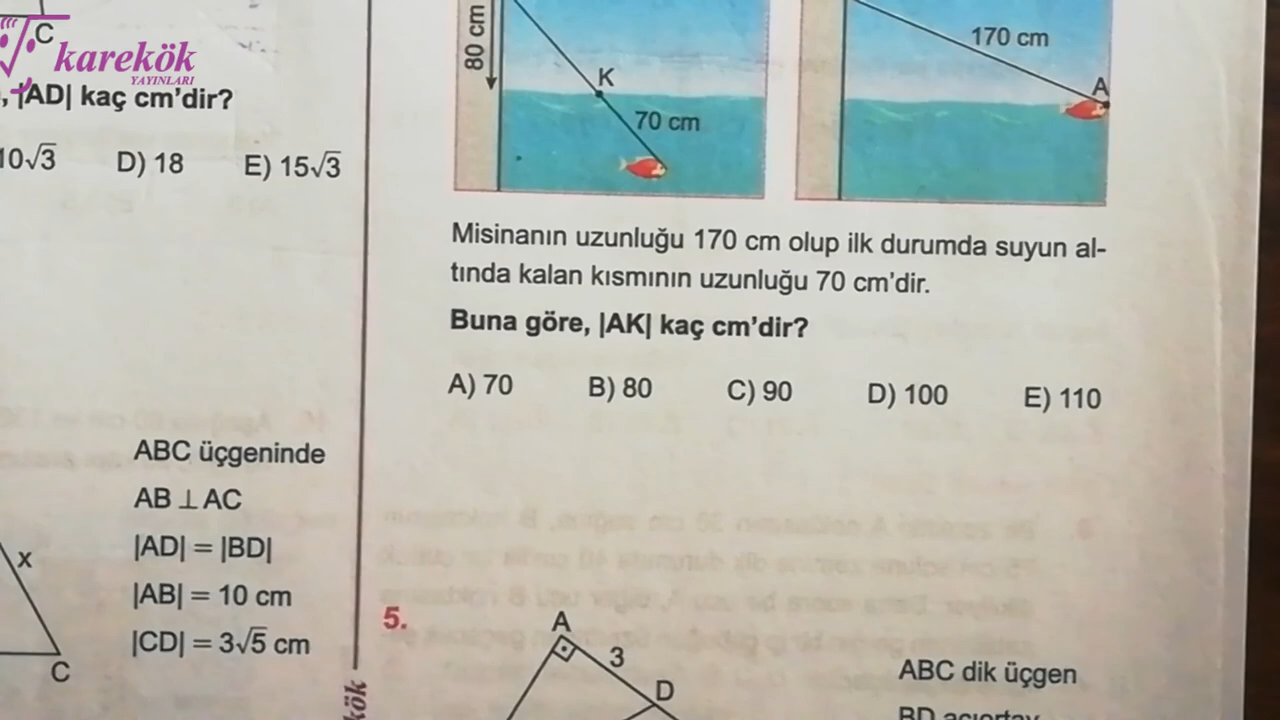 C
karekök
YAYINLARI
, |AD| kaç cm'dir?
10√3 D) 18 E) 15√3
ABC üçgeninde
AB ⊥ AC
|AD| = |BD|
|AB| = 10 cm
|CD| = 3√5 cm
x
C
kök
80 cm
K
70 cm
170 cm
A
Misinanın uzunluğu 170 cm olup ilk durumda suyun al-
tında kalan kısmının uzunluğu 70 cm'dir.
Buna göre, |AK| kaç cm'dir?
A) 70 B) 80 C) 90 D) 100 E) 110
5.
A
3
D
ABC dik üçgen
BD açıortay